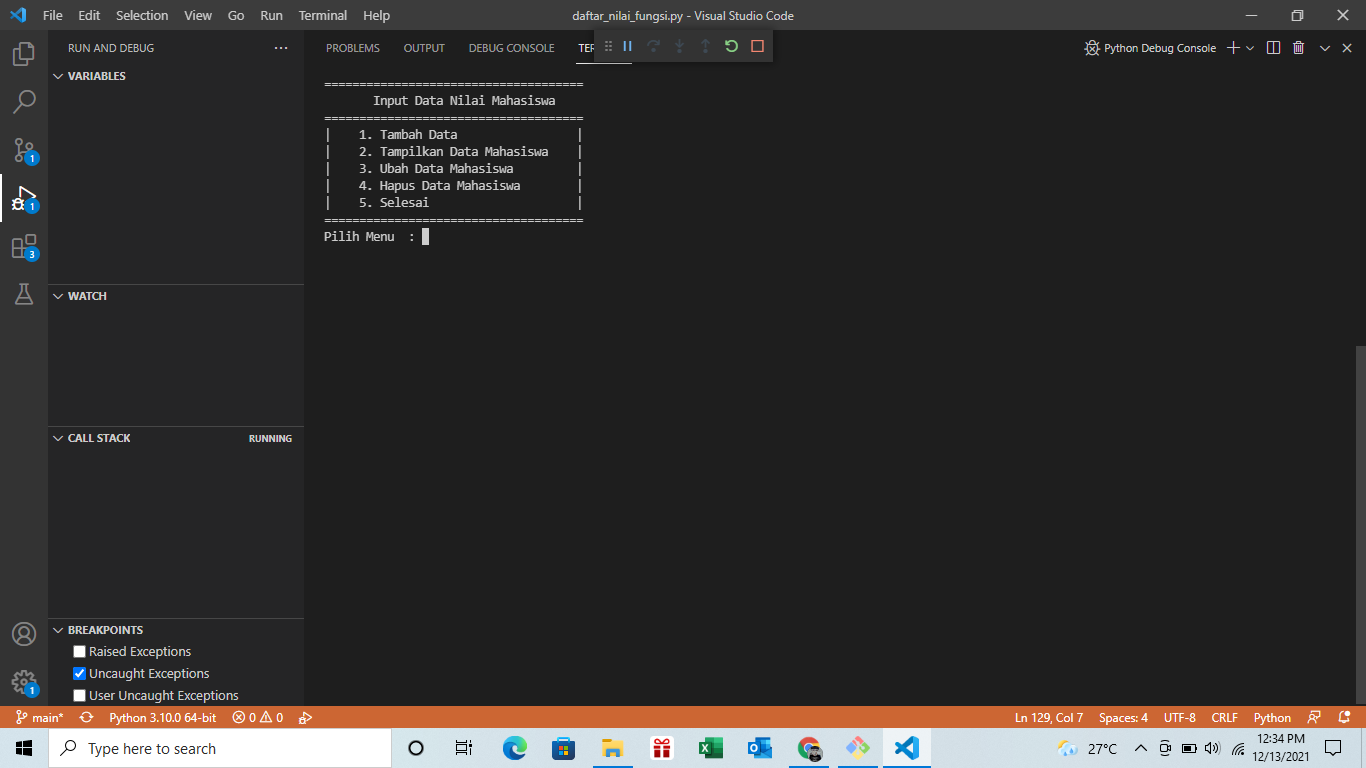 File Edit Selection View Go Run Terminal Help
daftar_nilai_fungsi.py - Visual Studio Code
RUN AND DEBUG
PROBLEMS OUTPUT DEBUG CONSOLE TER
Python Debug Console
VARIABLES
WATCH
CALL STACK RUNNING
BREAKPOINTS
Raised Exceptions
Uncaught Exceptions
User Uncaught Exceptions
1
1
3
1
=====================================
Input Data Nilai Mahasiswa
=====================================
| 1. Tambah Data |
| 2. Tampilkan Data Mahasiswa |
| 3. Ubah Data Mahasiswa |
| 4. Hapus Data Mahasiswa |
| 5. Selesai |
=====================================
Pilih Menu :
main* Python 3.10.0 64-bit 0 0
Ln 129, Col 7 Spaces: 4 UTF-8 CRLF Python
Type here to search
27°C
12:34 PM
12/13/2021